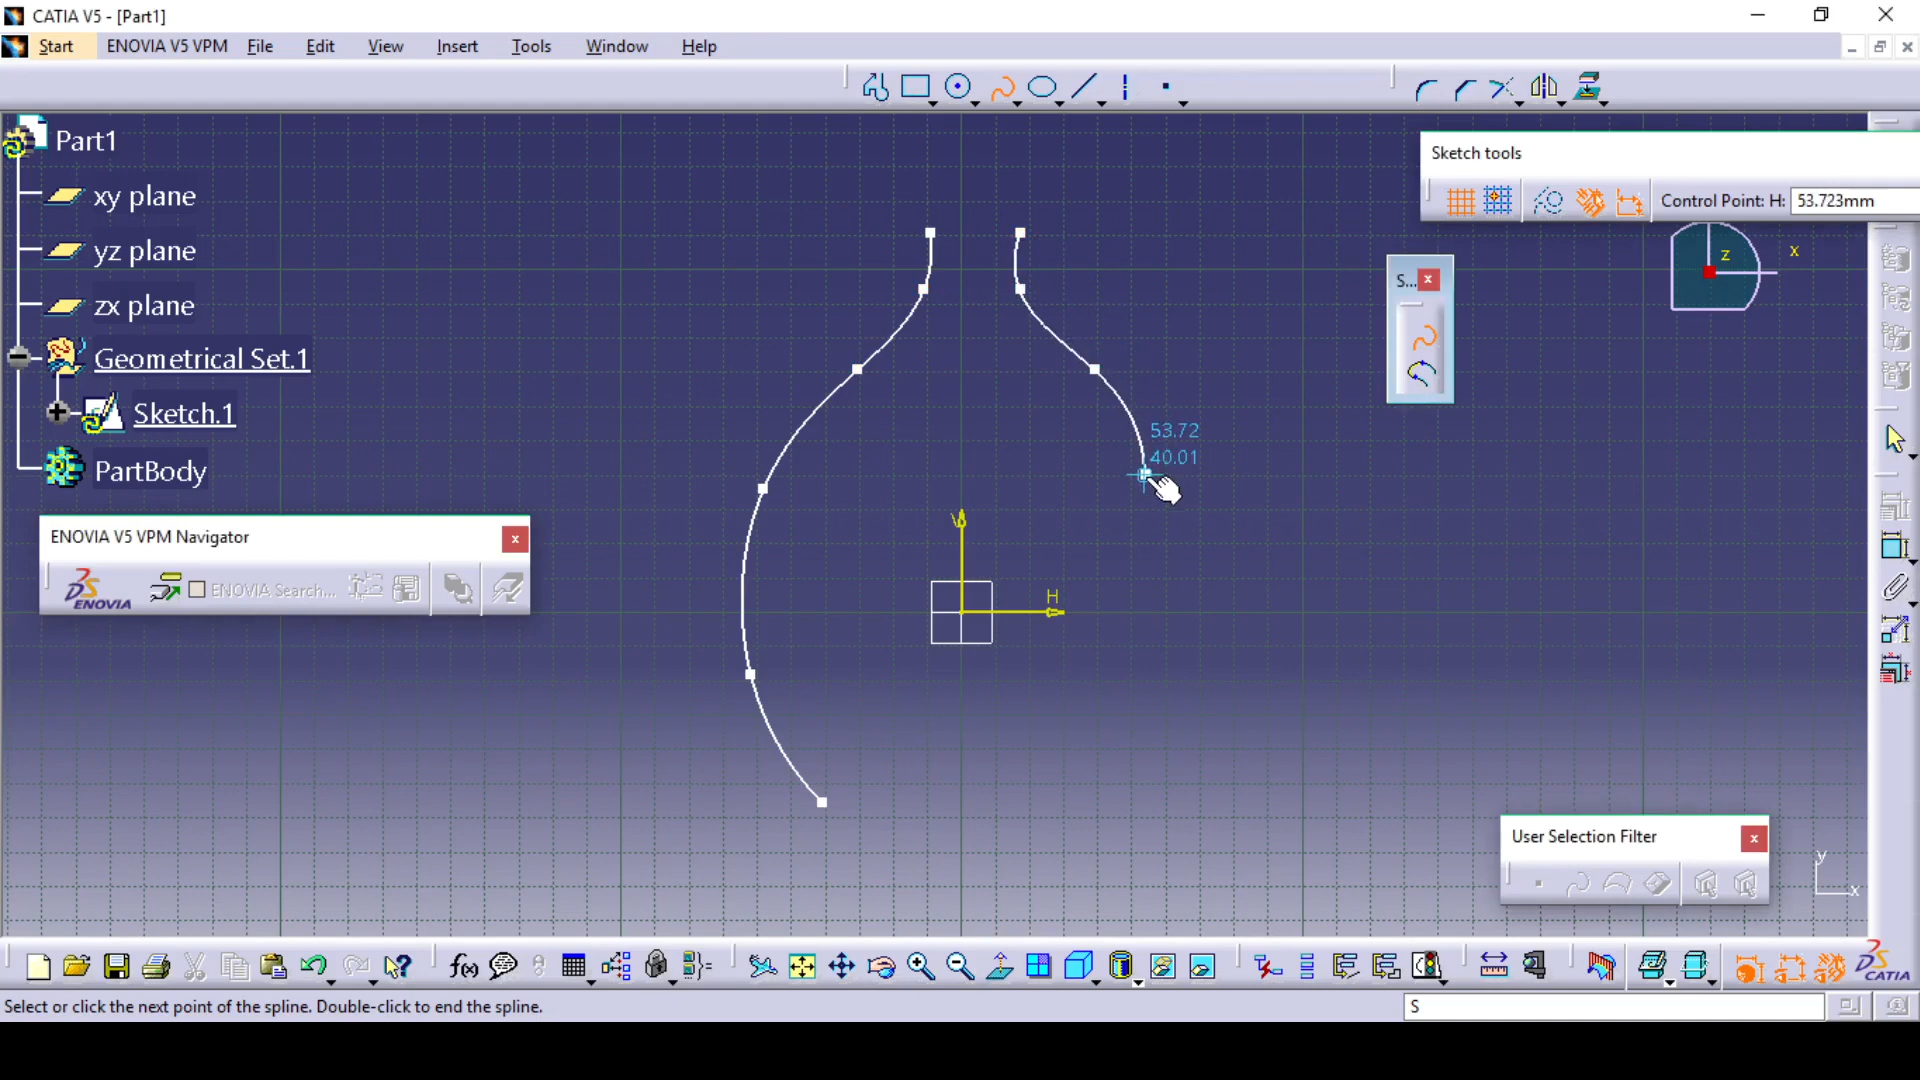 CATIA V5 - [Part1]
Start ENOVIA V5 VPM File Edit View Insert Tools Window Help
Part1
xy plane
yz plane
zx plane
Geometrical Set.1
Sketch.1
PartBody
ENOVIA V5 VPM Navigator
DS ENOVIA
ENOVIA Search...
53.72
40.01
V
H
Sketch tools
Control Point: H: 53.723mm
z
x
S...
User Selection Filter
y
x
f(x)
DS CATIA
Select or click the next point of the spline. Double-click to end the spline.
S